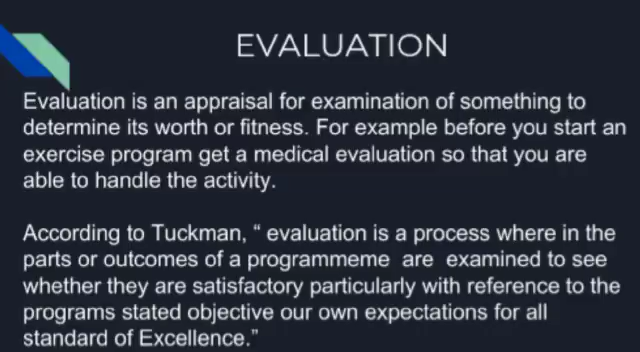 EVALUATION
Evaluation is an appraisal for examination of something to
determine its worth or fitness. For example before you start an
exercise program get a medical evaluation so that you are
able to handle the activity.
According to Tuckman, “ evaluation is a process where in the
parts or outcomes of a programmeme are examined to see
whether they are satisfactory particularly with reference to the
programs stated objective our own expectations for all
standard of Excellence.”